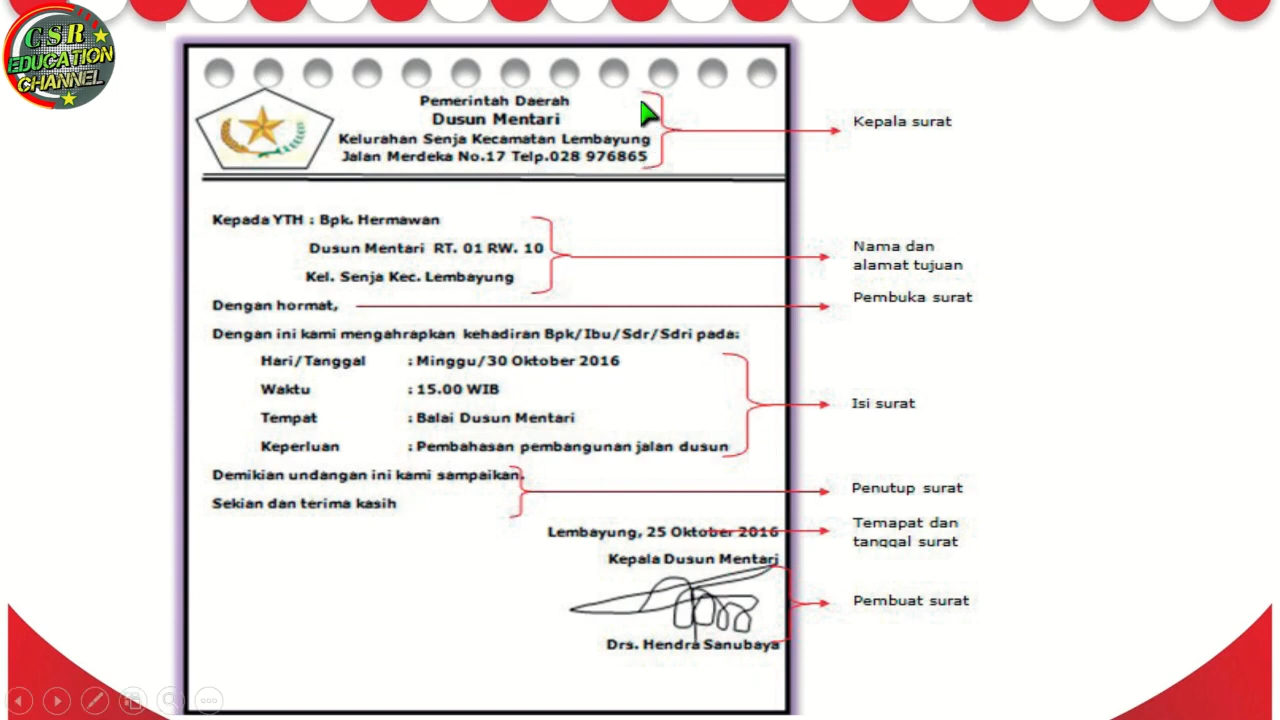 CSR
EDUCATION
CHANNEL
Pemerintah Daerah
Dusun Mentari
Kelurahan Senja Kecamatan Lembayung
Jalan Merdeka No.17 Telp.028 976865
Kepala surat
Kepada YTH : Bpk. Hermawan
Dusun Mentari RT. 01 RW. 10
Kel. Senja Kec. Lembayung
Nama dan
alamat tujuan
Dengan hormat,
Pembuka surat
Dengan ini kami mengahrapkan kehadiran Bpk/Ibu/Sdr/Sdri pada:
Hari/Tanggal : Minggu/30 Oktober 2016
Waktu : 15.00 WIB
Tempat : Balai Dusun Mentari
Keperluan : Pembahasan pembangunan jalan dusun
Isi surat
Demikian undangan ini kami sampaikan.
Sekian dan terima kasih
Penutup surat
Lembayung, 25 Oktober 2016
Temapat dan
tanggal surat
Kepala Dusun Mentari
Pembuat surat
Drs. Hendra Sanubaya